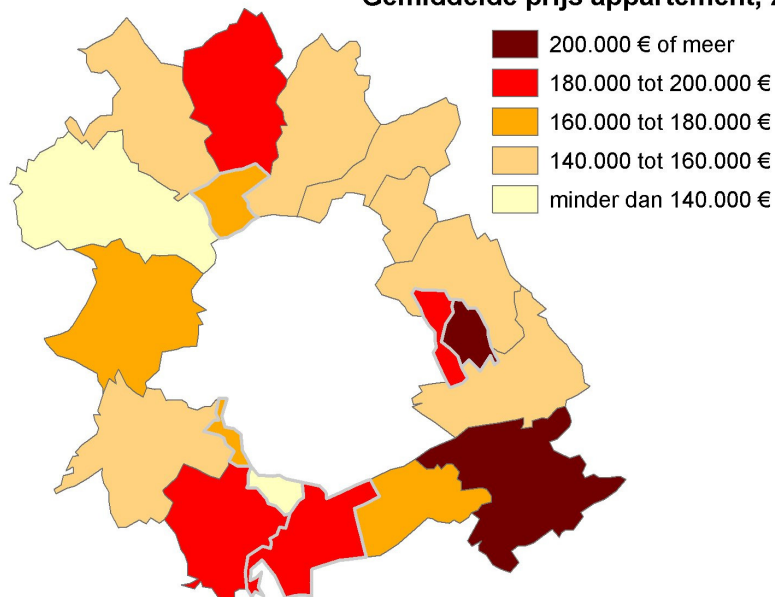 Gemiddelde prijs appartement, 2
200.000 € of meer
180.000 tot 200.000 €
160.000 tot 180.000 €
140.000 tot 160.000 €
minder dan 140.000 €